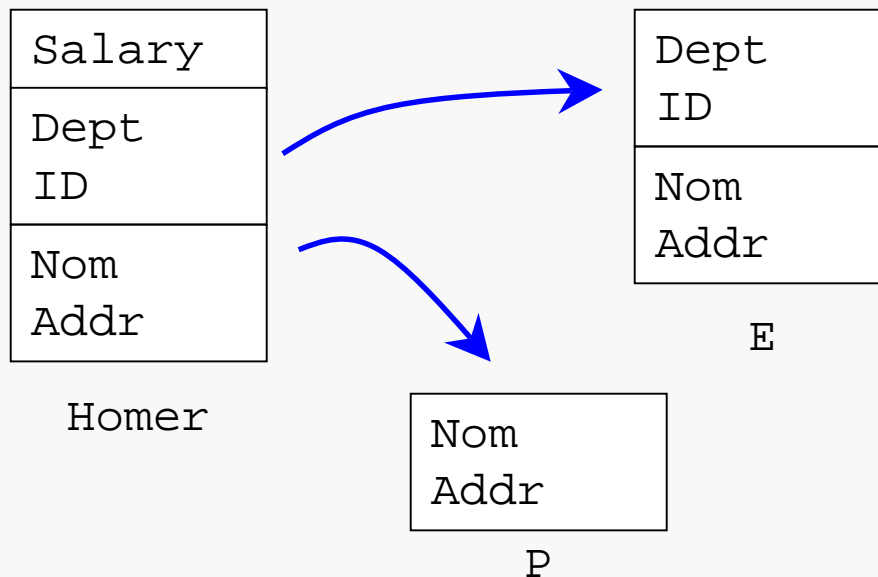 Salary
Dept
ID
Nom
Addr
Homer
Dept
ID
Nom
Addr
E
Nom
Addr
P